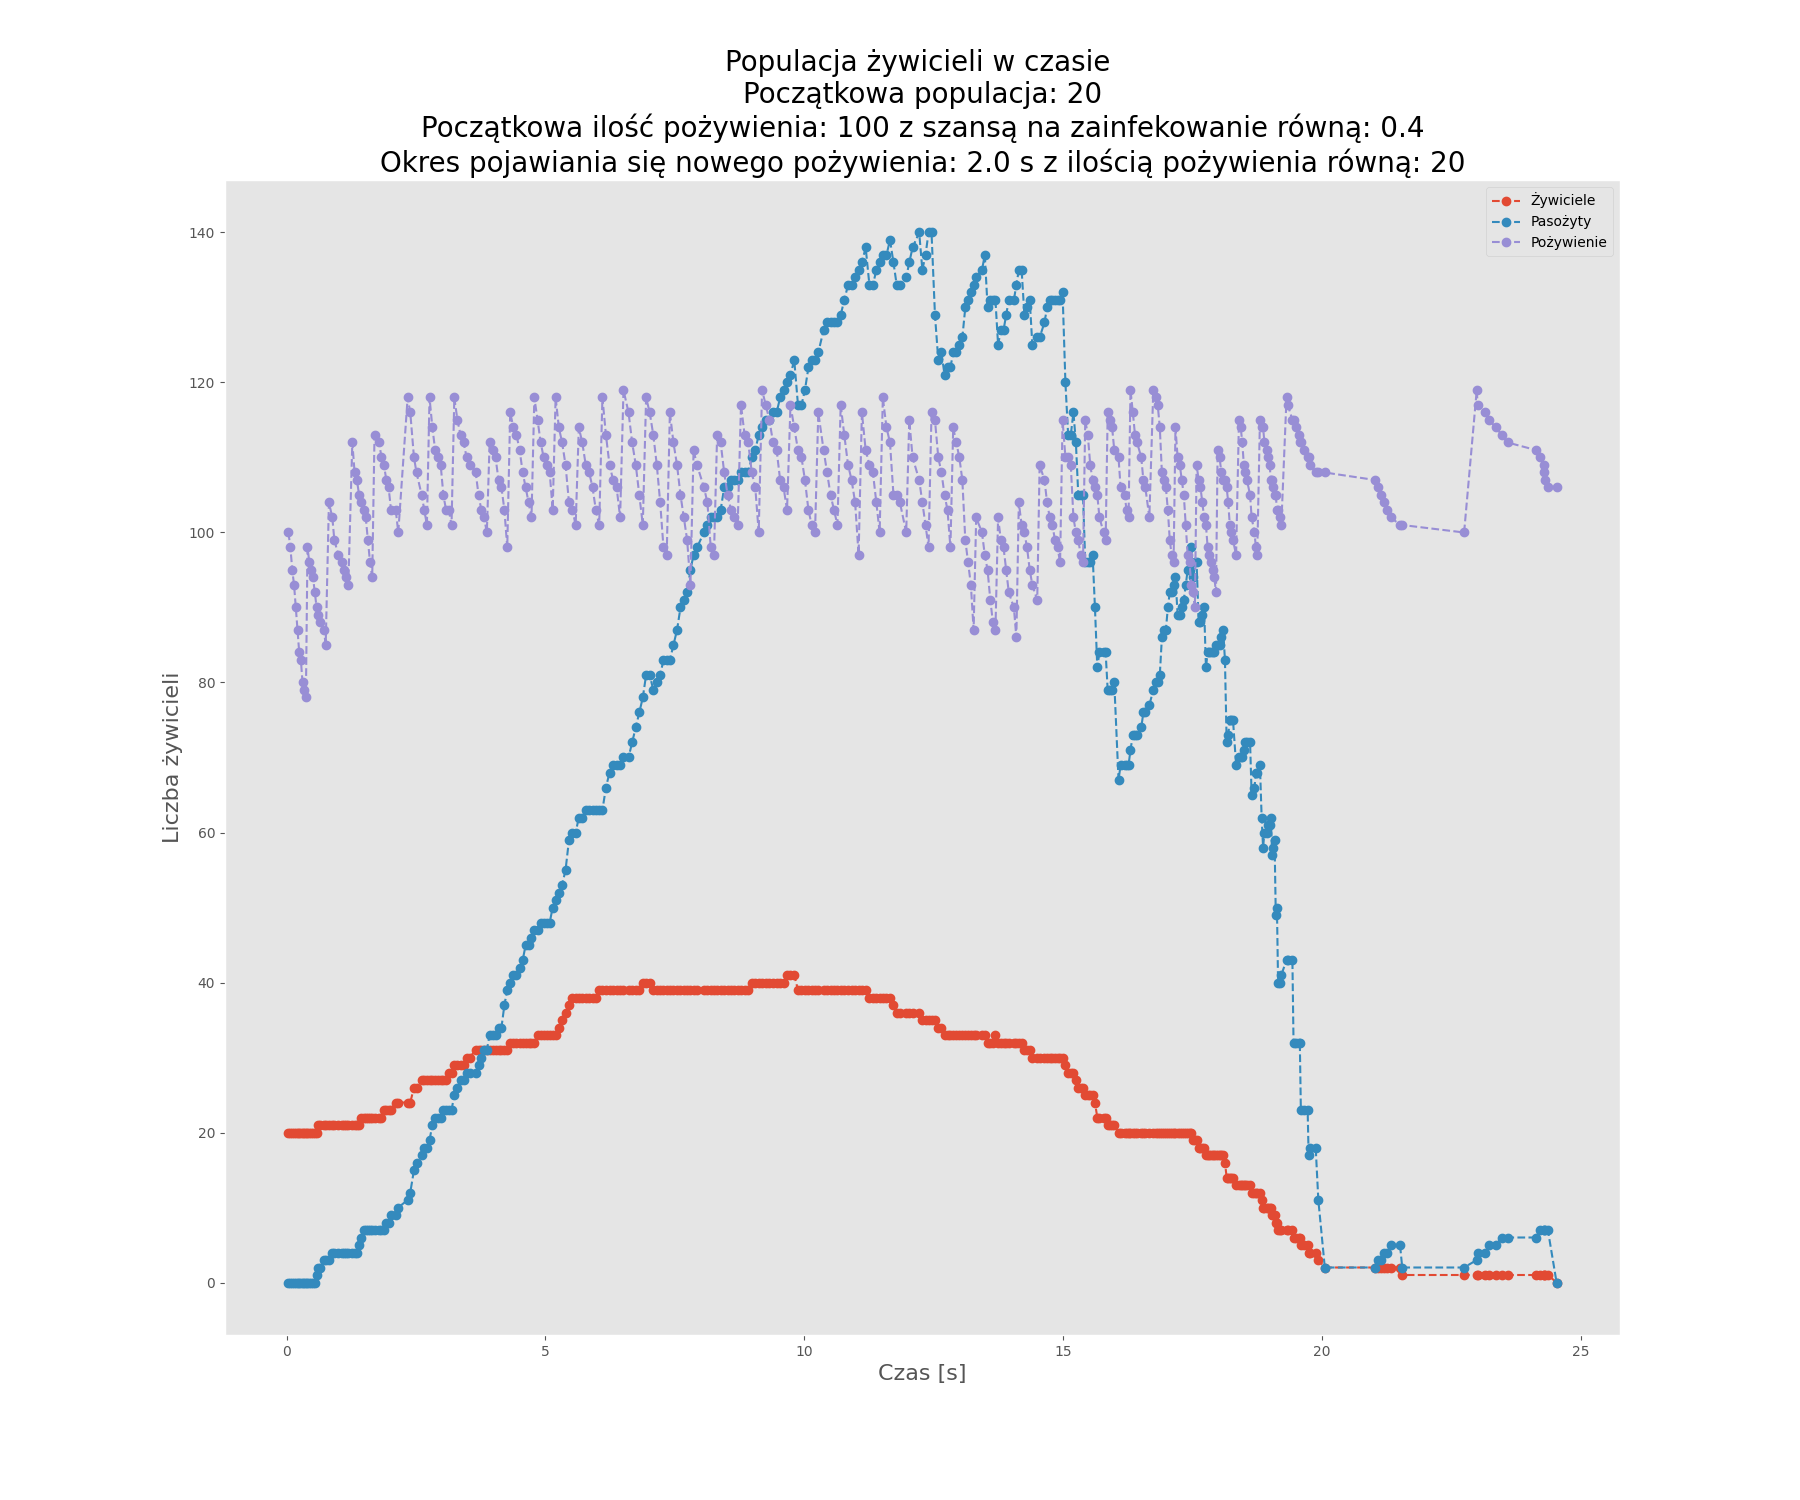 Populacja żywicieli w czasie
Początkowa populacja: 20
Początkowa ilość pożywienia: 100 z szansą na zainfekowanie równą: 0.4
Okres pojawiania się nowego pożywienia: 2.0 s z ilością pożywienia równą: 20
Żywiciele
Pasożyty
Pożywienie
140
120
100
80
60
40
20
0
Liczba żywicieli
0 5 10 15 20 25
Czas [s]